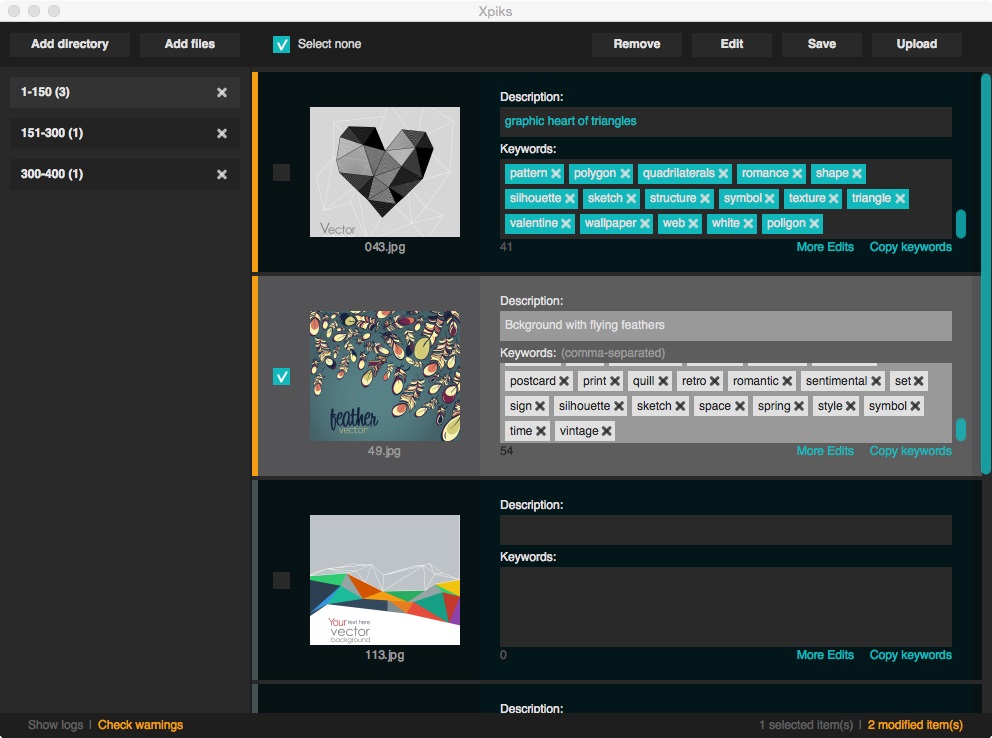 Xpiks
Add directory
Add files
Select none
Remove
Edit
Save
Upload
1-150 (3)
151-300 (1)
300-400 (1)
Vector
043.jpg
Description:
graphic heart of triangles
Keywords:
pattern polygon quadrilaterals romance shape
silhouette sketch structure symbol texture triangle
valentine wallpaper web white poligon
41
More Edits
Copy keywords
feather
vector
49.jpg
Description:
Bckground with flying feathers
Keywords: (comma-separated)
postcard print quill retro romantic sentimental set
sign silhouette sketch space spring style symbol
time vintage
54
More Edits
Copy keywords
Your text here
vector
background
113.jpg
Description:
Keywords:
0
More Edits
Copy keywords
Description:
Show logs | Check warnings
1 selected item(s) | 2 modified item(s)